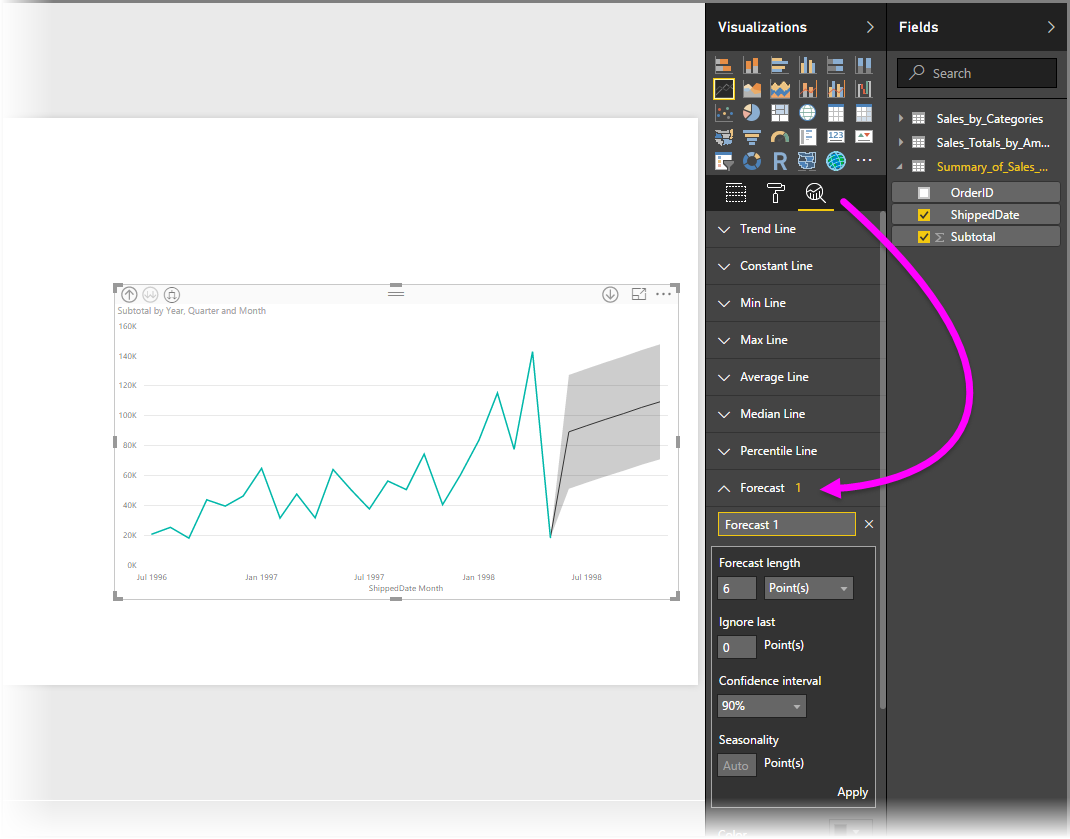 Visualizations
Fields
Search
Sales_by_Categories
Sales_Totals_by_Am...
Summary_of_Sales_...
OrderID
ShippedDate
Σ Subtotal
R
123
Trend Line
Constant Line
Min Line
Max Line
Average Line
Median Line
Percentile Line
Forecast 1
Forecast 1
Forecast length
6 Point(s)
Ignore last
0 Point(s)
Confidence interval
90%
Seasonality
Auto Point(s)
Apply
Color
Subtotal by Year, Quarter and Month
160K
140K
120K
100K
80K
60K
40K
20K
0K
Jul 1996 Jan 1997 Jul 1997 Jan 1998 Jul 1998
ShippedDate Month